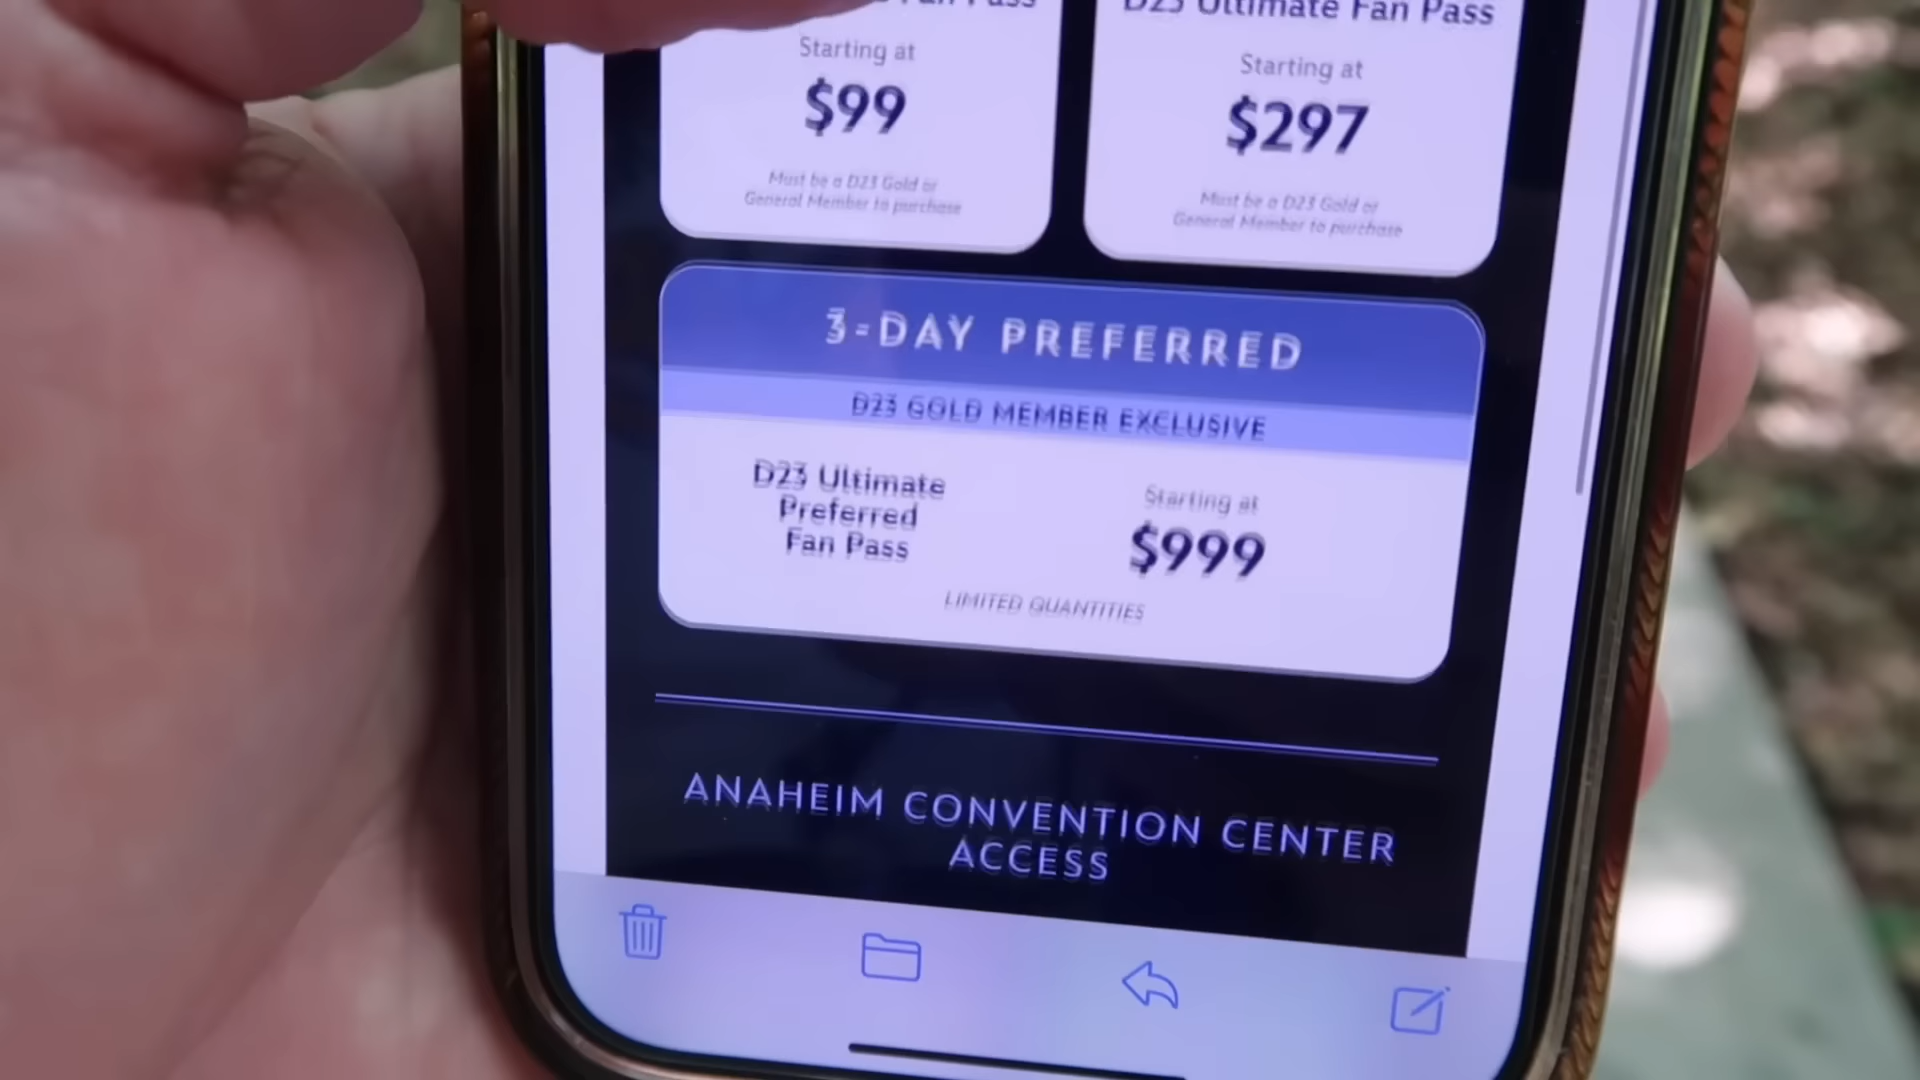 Fan Pass
Starting at
$99
Must be a D23 Gold or
General Member to purchase
D23 Ultimate Fan Pass
Starting at
$297
Must be a D23 Gold or
General Member to purchase
3-DAY PREFERRED
D23 GOLD MEMBER EXCLUSIVE
D23 Ultimate
Preferred
Fan Pass
Starting at
$999
LIMITED QUANTITIES
ANAHEIM CONVENTION CENTER
ACCESS